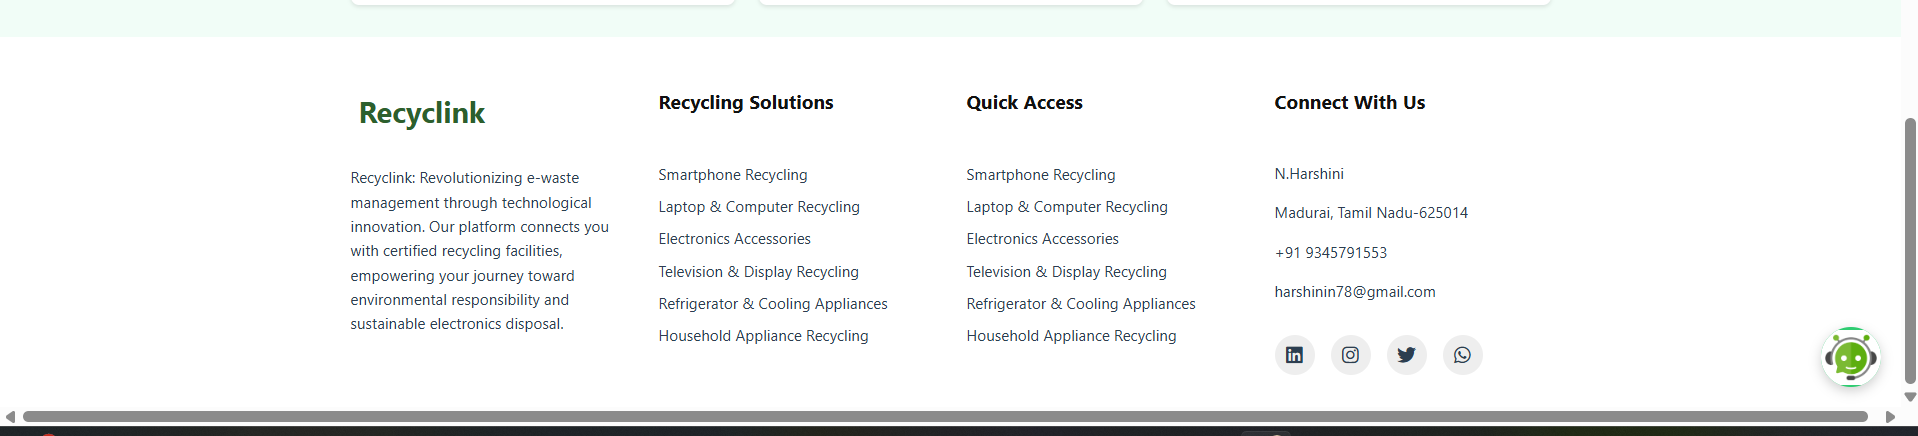 Recyclink
Recyclink: Revolutionizing e-waste
management through technological
innovation. Our platform connects you
with certified recycling facilities,
empowering your journey toward
environmental responsibility and
sustainable electronics disposal.
Recycling Solutions
Smartphone Recycling
Laptop & Computer Recycling
Electronics Accessories
Television & Display Recycling
Refrigerator & Cooling Appliances
Household Appliance Recycling
Quick Access
Smartphone Recycling
Laptop & Computer Recycling
Electronics Accessories
Television & Display Recycling
Refrigerator & Cooling Appliances
Household Appliance Recycling
Connect With Us
N.Harshini
Madurai, Tamil Nadu-625014
+91 9345791553
harshinin78@gmail.com